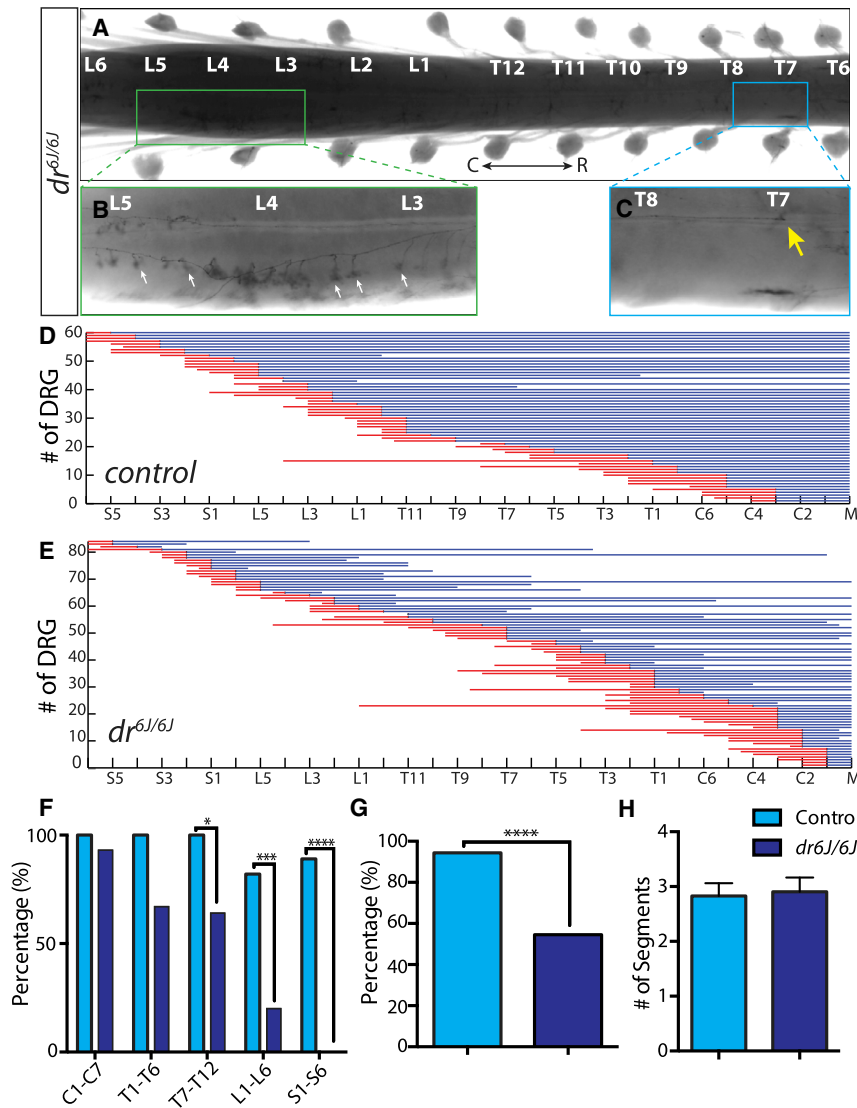 dr6J/6J
A
L6 L5 L4 L3 L2 L1 T12 T11 T10 T9 T8 T7 T6
C R
B
L5 L4 L3
C
T8 T7
D
# of DRG
60
50
40
30
20
10
0
control
S5 S3 S1 L5 L3 L1 T11 T9 T7 T5 T3 T1 C6 C4 C2 M
E
# of DRG
80
70
60
50
40
30
20
10
0
dr6J/6J
S5 S3 S1 L5 L3 L1 T11 T9 T7 T5 T3 T1 C6 C4 C2 M
F
Percentage (%)
100
50
0
* *** ****
C1-C7 T1-T6 T7-T12 L1-L6 S1-S6
G
Percentage (%)
100
80
60
40
20
0
****
H
# of Segments
4
3
2
1
0
Contro
dr6J/6J